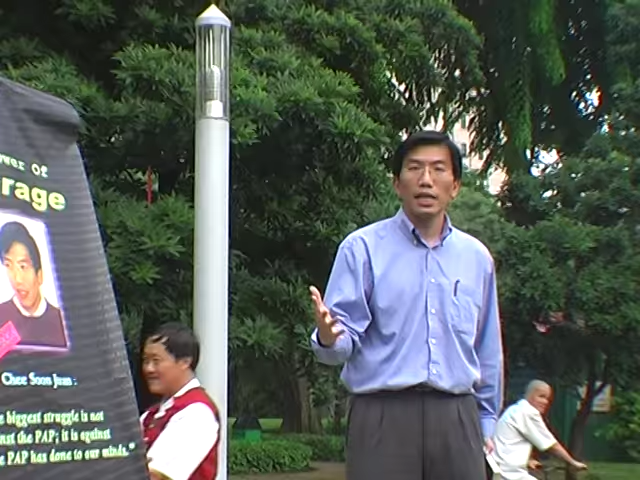 ower of
rage
Chee Soon Juan :
e biggest struggle is not
nst the PAP; it is against
e PAP has done to our minds."